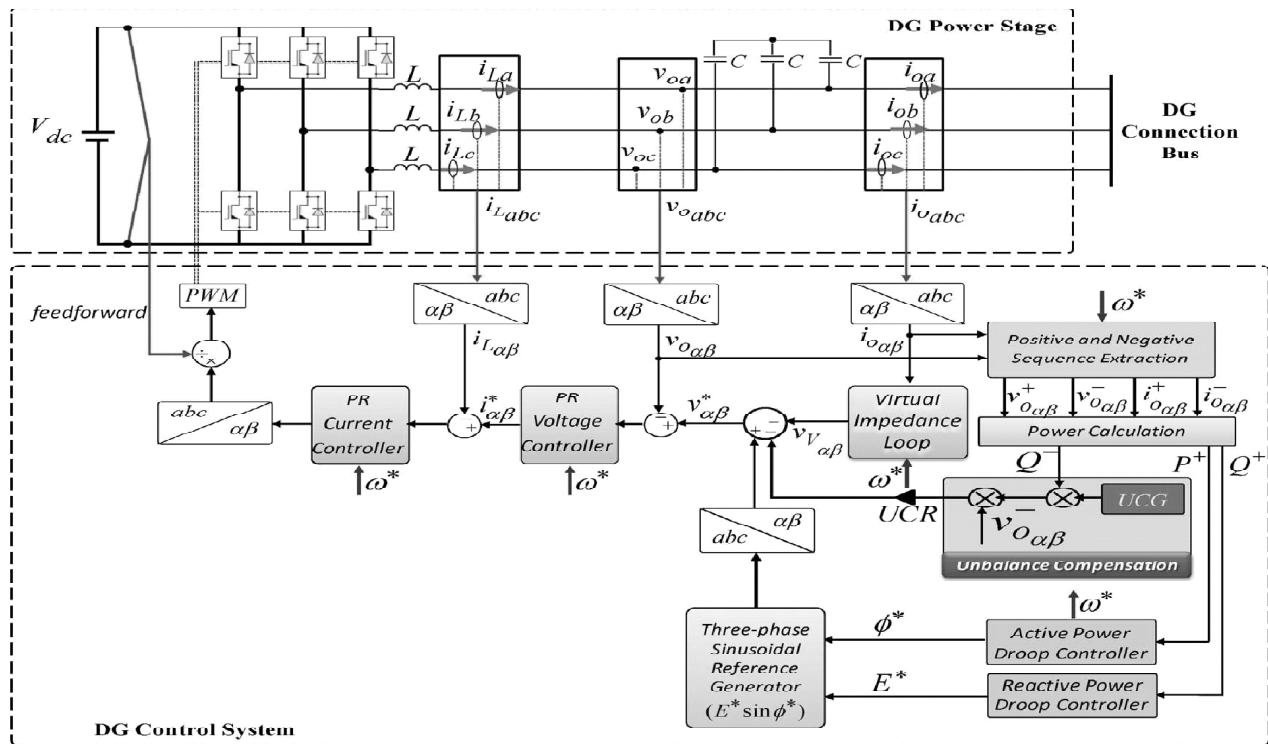 DG Power Stage
V_dc
L
L
L
i_La
i_Lb
i_Lc
v_oa
v_ob
v_oc
C
C
C
i_oa
i_ob
i_oc
DG
Connection
Bus
i_Labc
v_oabc
i_oabc
PWM
feedforward
÷
×
abc
αβ
abc
αβ
abc
αβ
i_Lαβ
v_Oαβ
i_Oαβ
ω*
Positive and Negative
Sequence Extraction
v+_Oαβ
v-_Oαβ
i+_Oαβ
i-_Oαβ
Power Calculation
Q-
P+
Q+
abc
αβ
PR
Current
Controller
ω*
i*_αβ
- +
PR
Voltage
Controller
ω*
- +
v*_αβ
+ - -
v_Vαβ
Virtual
Impedance
Loop
ω*
UCR
UCG
v-_Oαβ
Unbalance Compensation
αβ
abc
ω*
Three-phase
Sinusoidal
Reference
Generator
(E* sin ϕ*)
ϕ*
Active Power
Droop Controller
E*
Reactive Power
Droop Controller
DG Control System